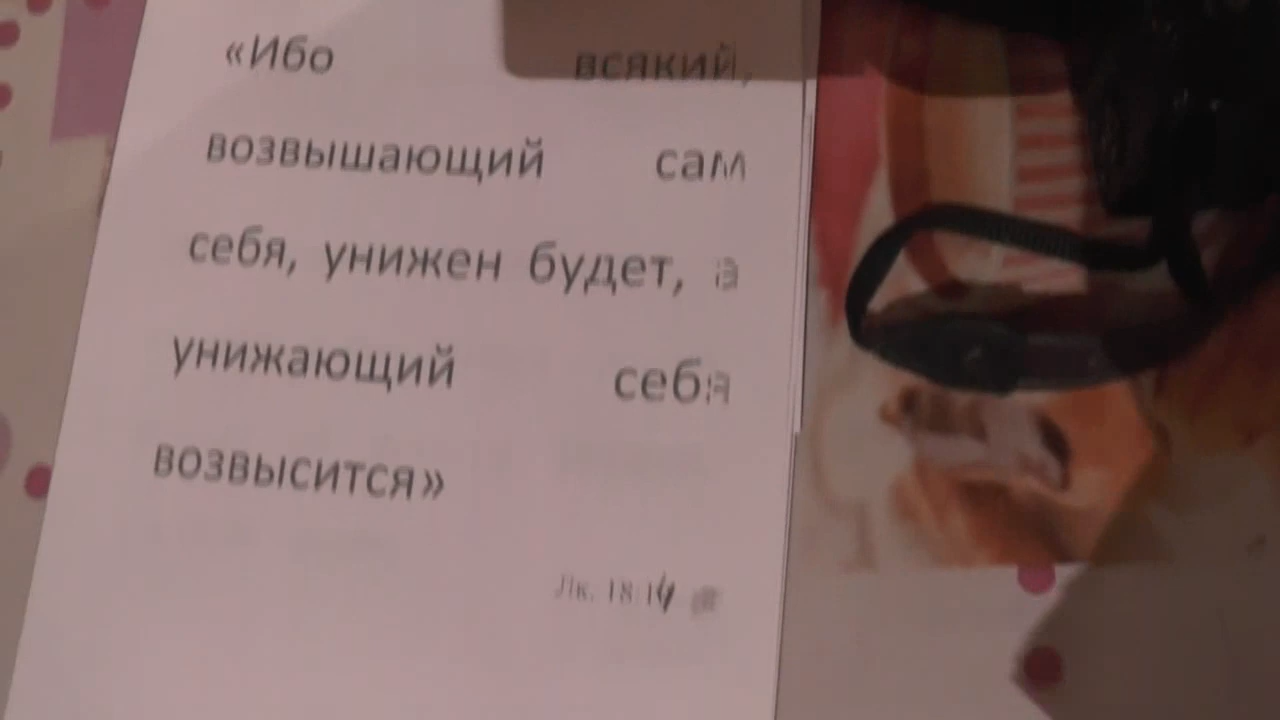 «Ибо всякий,
возвышающий сам
себя, унижен будет, а
унижающий себя
возвысится»
Лк. 18:14